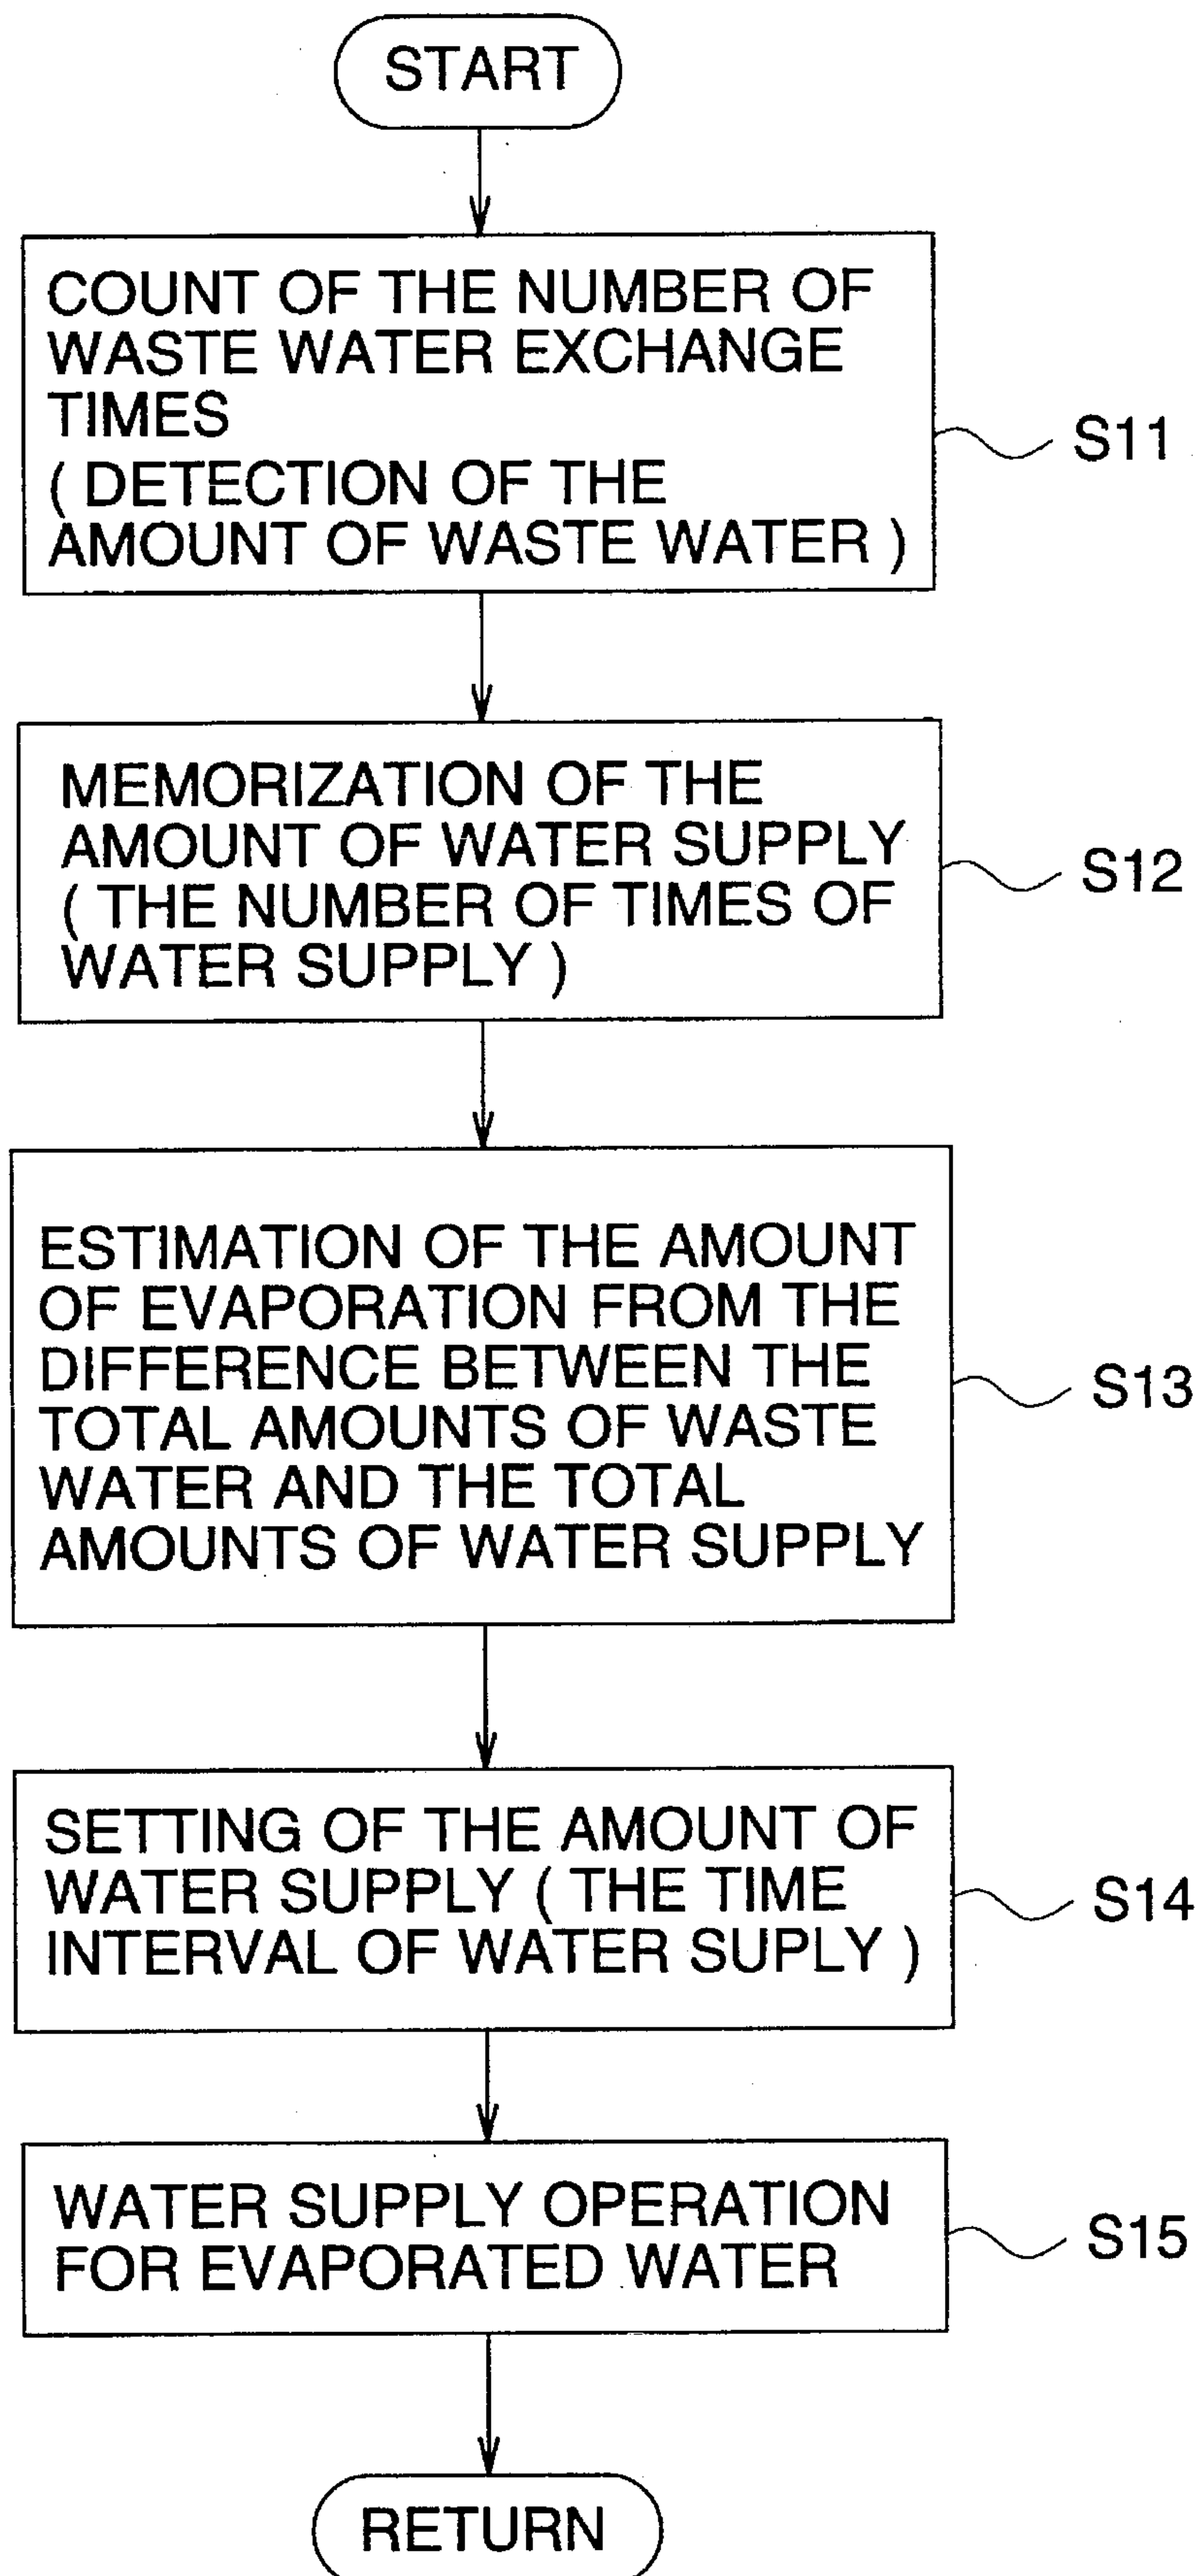 START
COUNT OF THE NUMBER OF
WASTE WATER EXCHANGE
TIMES
( DETECTION OF THE
AMOUNT OF WASTE WATER )
S11
MEMORIZATION OF THE
AMOUNT OF WATER SUPPLY
( THE NUMBER OF TIMES OF
WATER SUPPLY )
S12
ESTIMATION OF THE AMOUNT
OF EVAPORATION FROM THE
DIFFERENCE BETWEEN THE
TOTAL AMOUNTS OF WASTE
WATER AND THE TOTAL
AMOUNTS OF WATER SUPPLY
S13
SETTING OF THE AMOUNT OF
WATER SUPPLY ( THE TIME
INTERVAL OF WATER SUPLY )
S14
WATER SUPPLY OPERATION
FOR EVAPORATED WATER
S15
RETURN